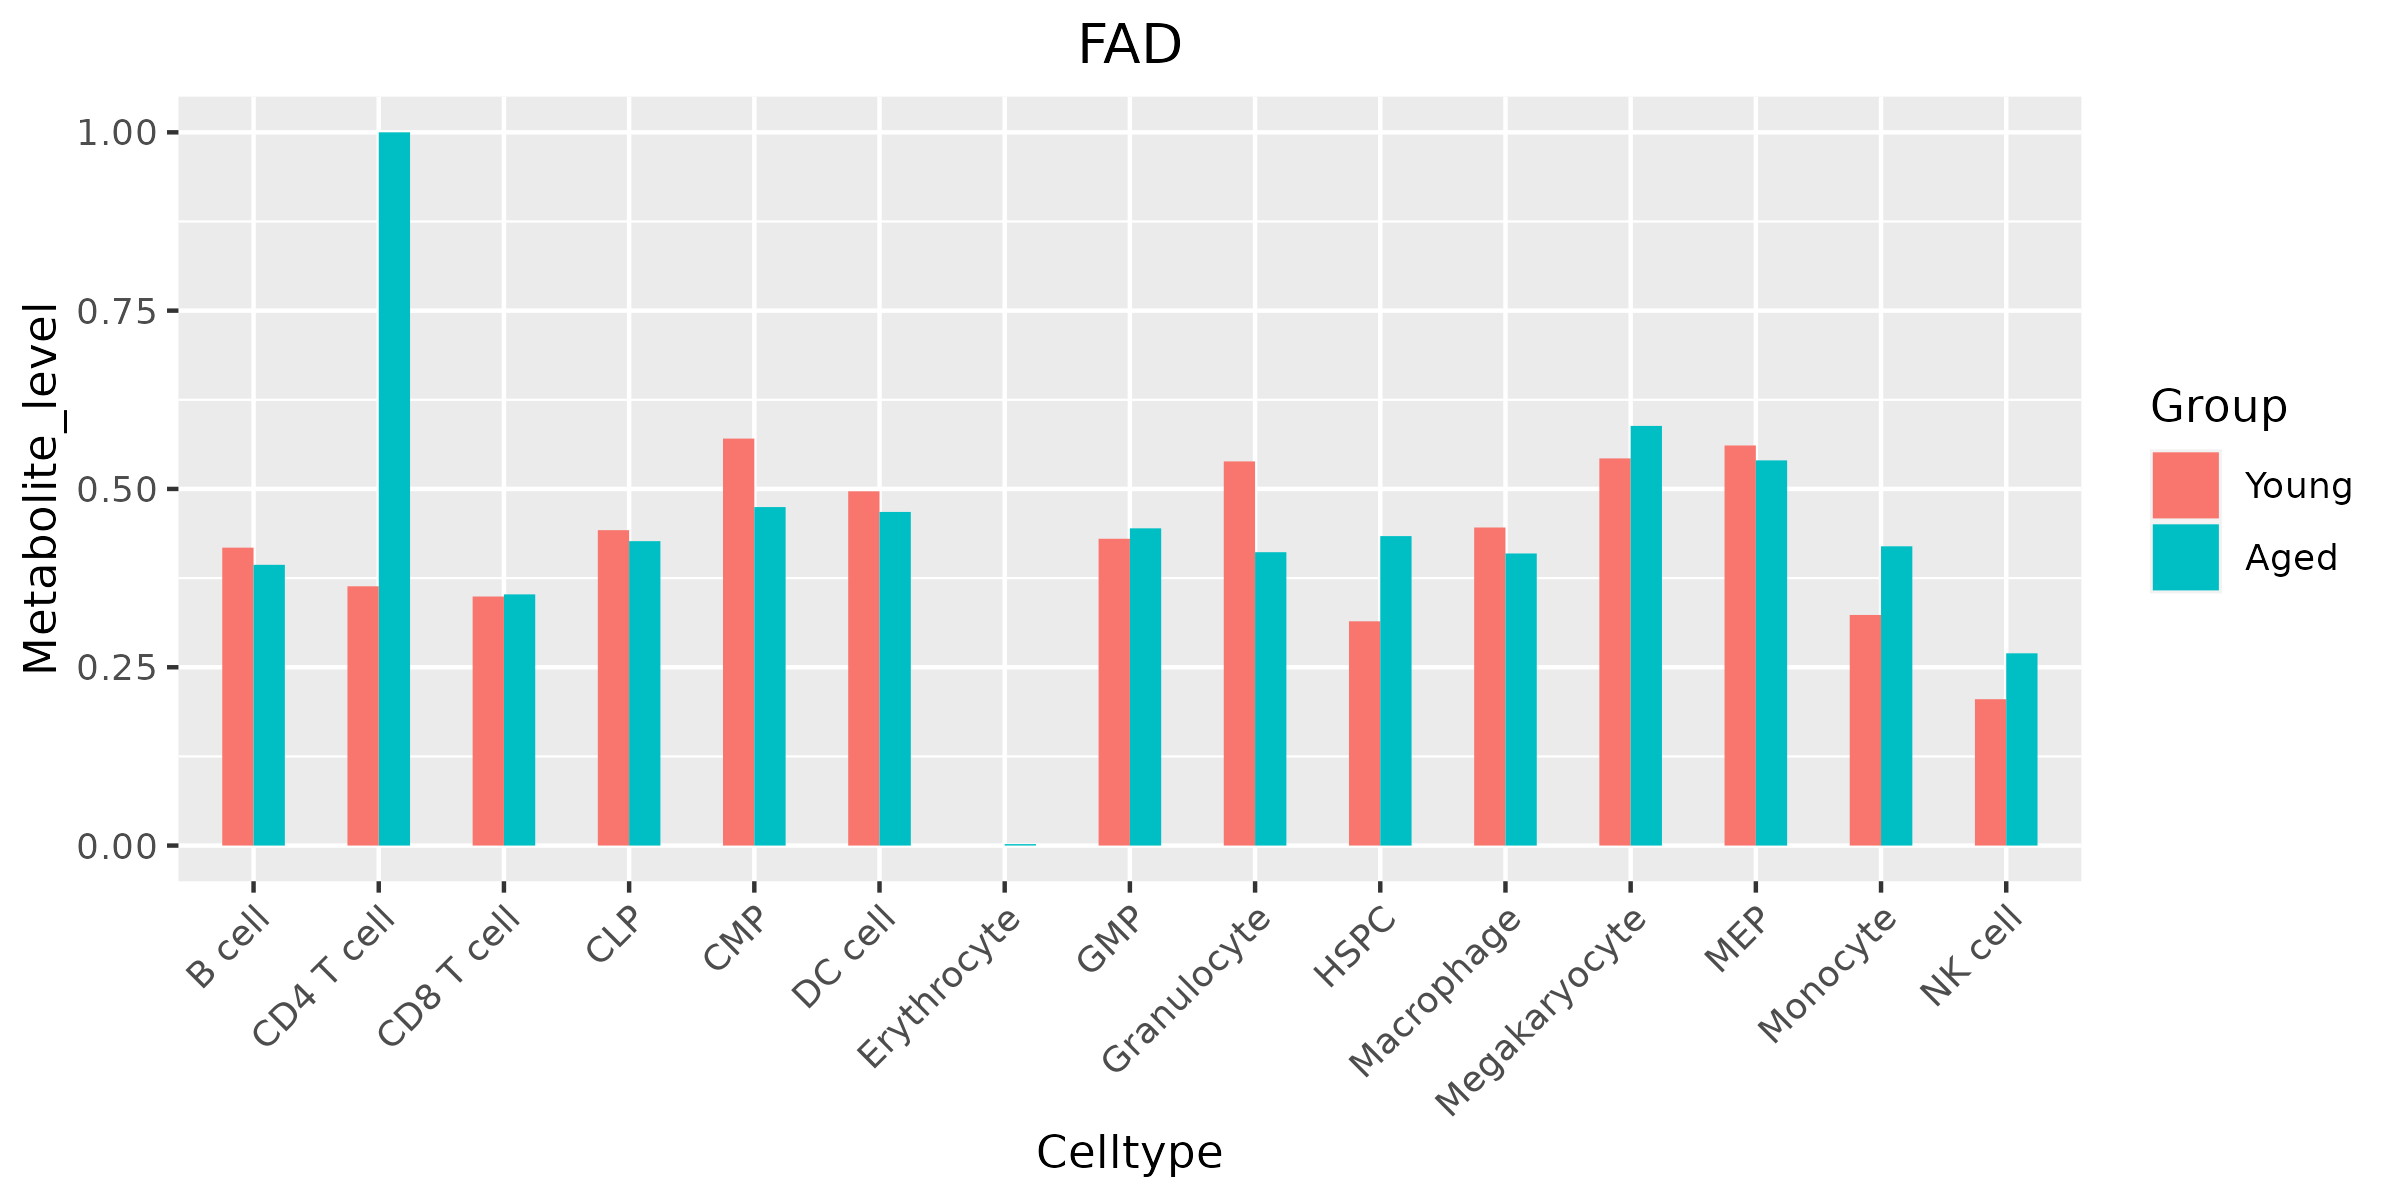 FAD
Metabolite_level
1.00
0.75
0.50
0.25
0.00
B cell
CD4 T cell
CD8 T cell
CLP
CMP
DC cell
Erythrocyte
GMP
Granulocyte
HSPC
Macrophage
Megakaryocyte
MEP
Monocyte
NK cell
Celltype
Group
Young
Aged